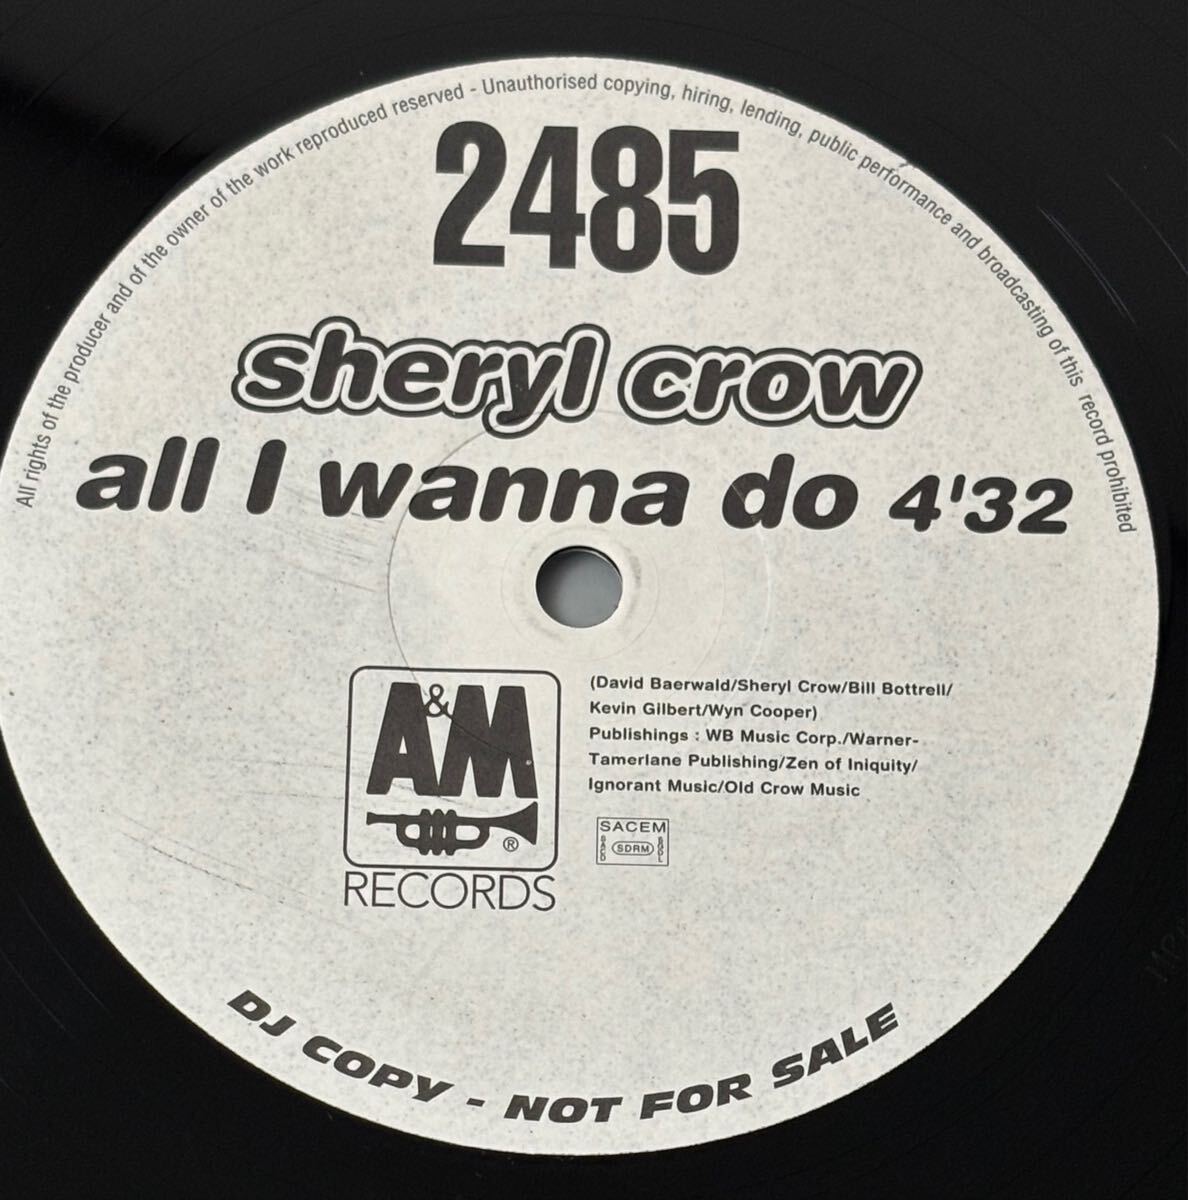 All rights of the producer and of the owner of the work reproduced reserved - Unauthorised copying, hiring, lending, public performance and broadcasting of this record prohibited
2485
sheryl crow
all I wanna do 4'32
A&M
®
RECORDS
(David Baerwald/Sheryl Crow/Bill Bottrell/
Kevin Gilbert/Wyn Cooper)
Publishings : WB Music Corp./Warner-
Tamerlane Publishing/Zen of Iniquity/
Ignorant Music/Old Crow Music
SACEM
SACD SDRM SGDL
DJ COPY - NOT FOR SALE